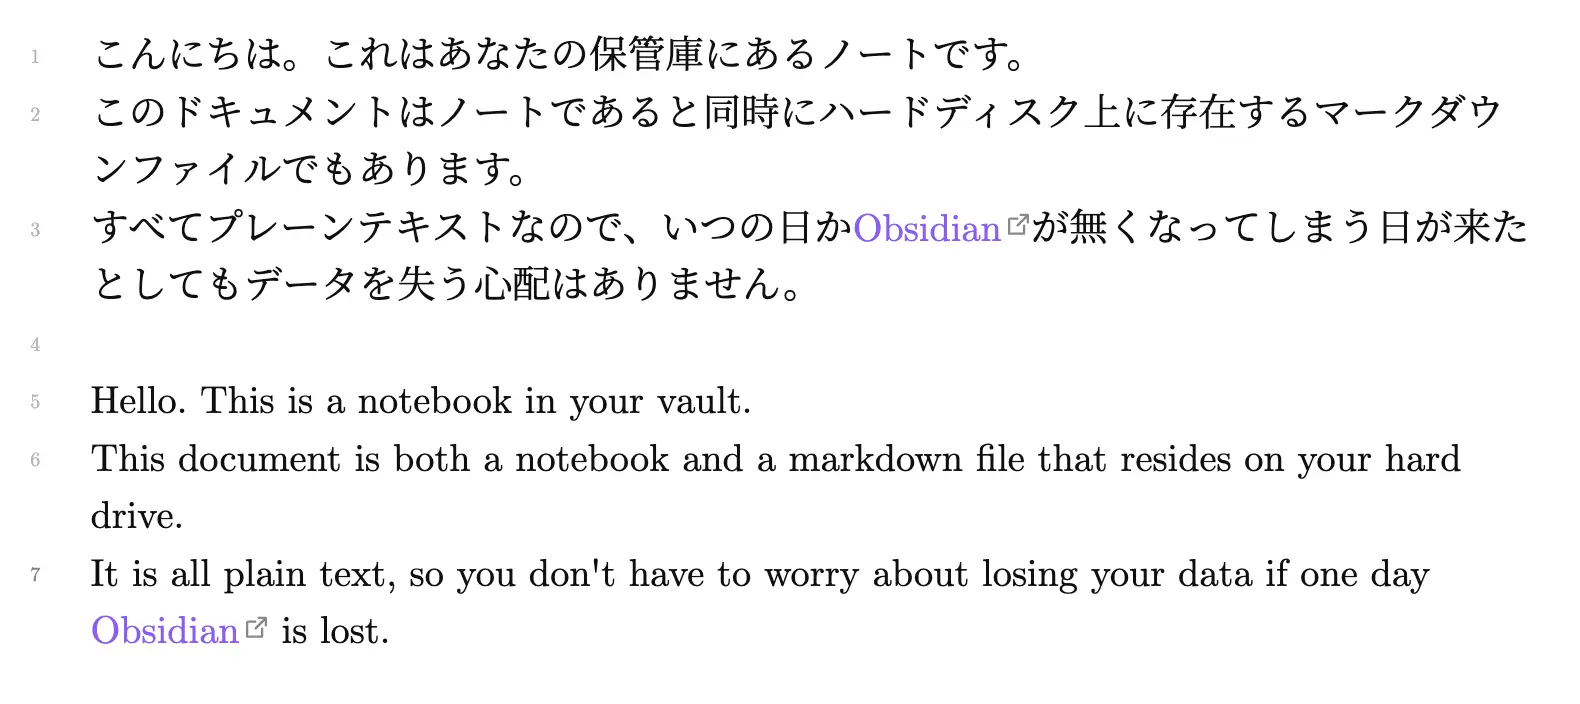 1 こんにちは。これはあなたの保管庫にあるノートです。
2 このドキュメントはノートであると同時にハードディスク上に存在するマークダウ
ンファイルでもあります。
3 すべてプレーンテキストなので、いつの日かObsidianが無くなってしまう日が来た
としてもデータを失う心配はありません。
4
5 Hello. This is a notebook in your vault.
6 This document is both a notebook and a markdown file that resides on your hard
drive.
7 It is all plain text, so you don't have to worry about losing your data if one day
Obsidian is lost.